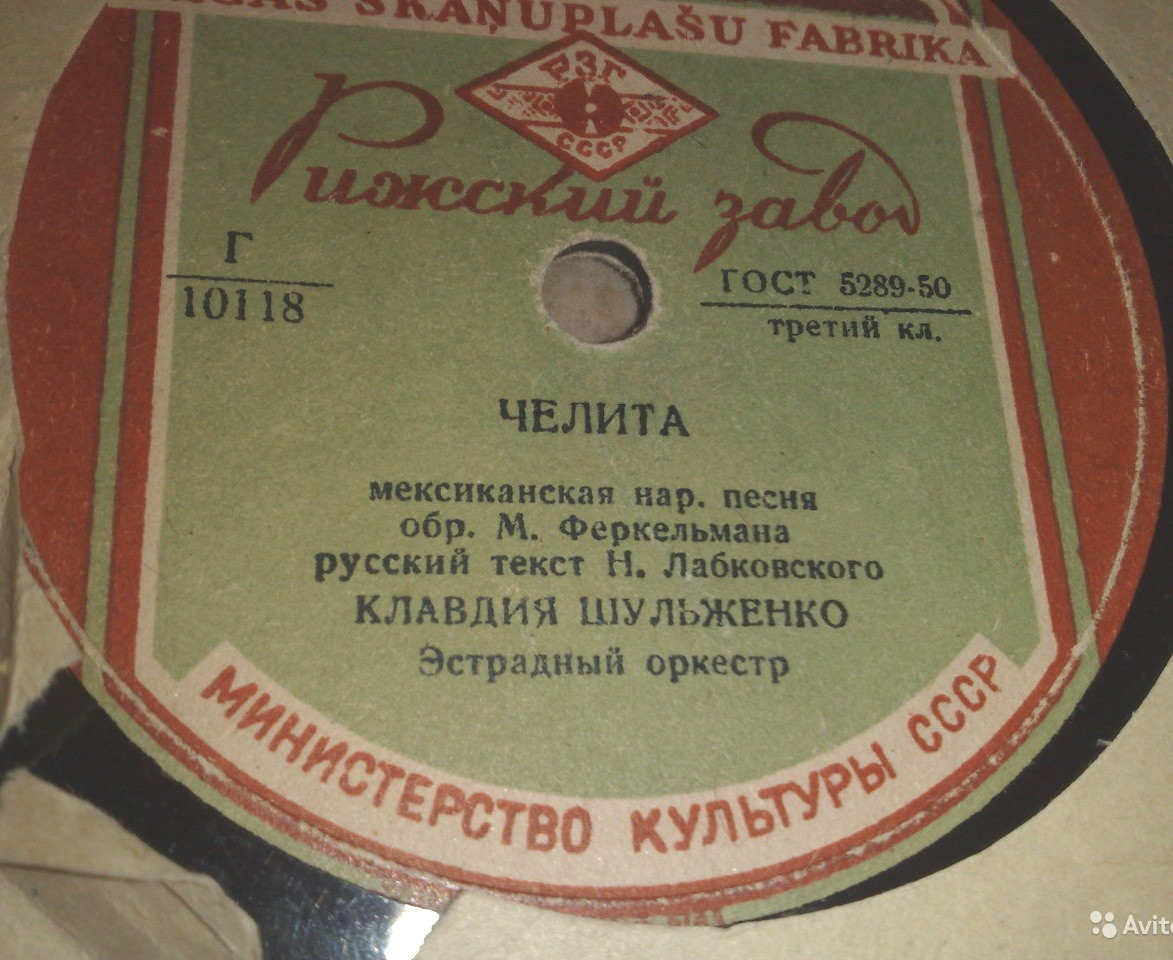 SKAŅUPLAŠU FABRIKA
РЗГ
СССР
Рижский завод
Г
10118
ГОСТ 5289-50
третий кл.
ЧЕЛИТА
мексиканская нар. песня
обр. М. Феркельмана
русский текст Н. Лабковского
КЛАВДИЯ ШУЛЬЖЕНКО
Эстрадный оркестр
МИНИСТЕРСТВО КУЛЬТУРЫ СССР
Avito